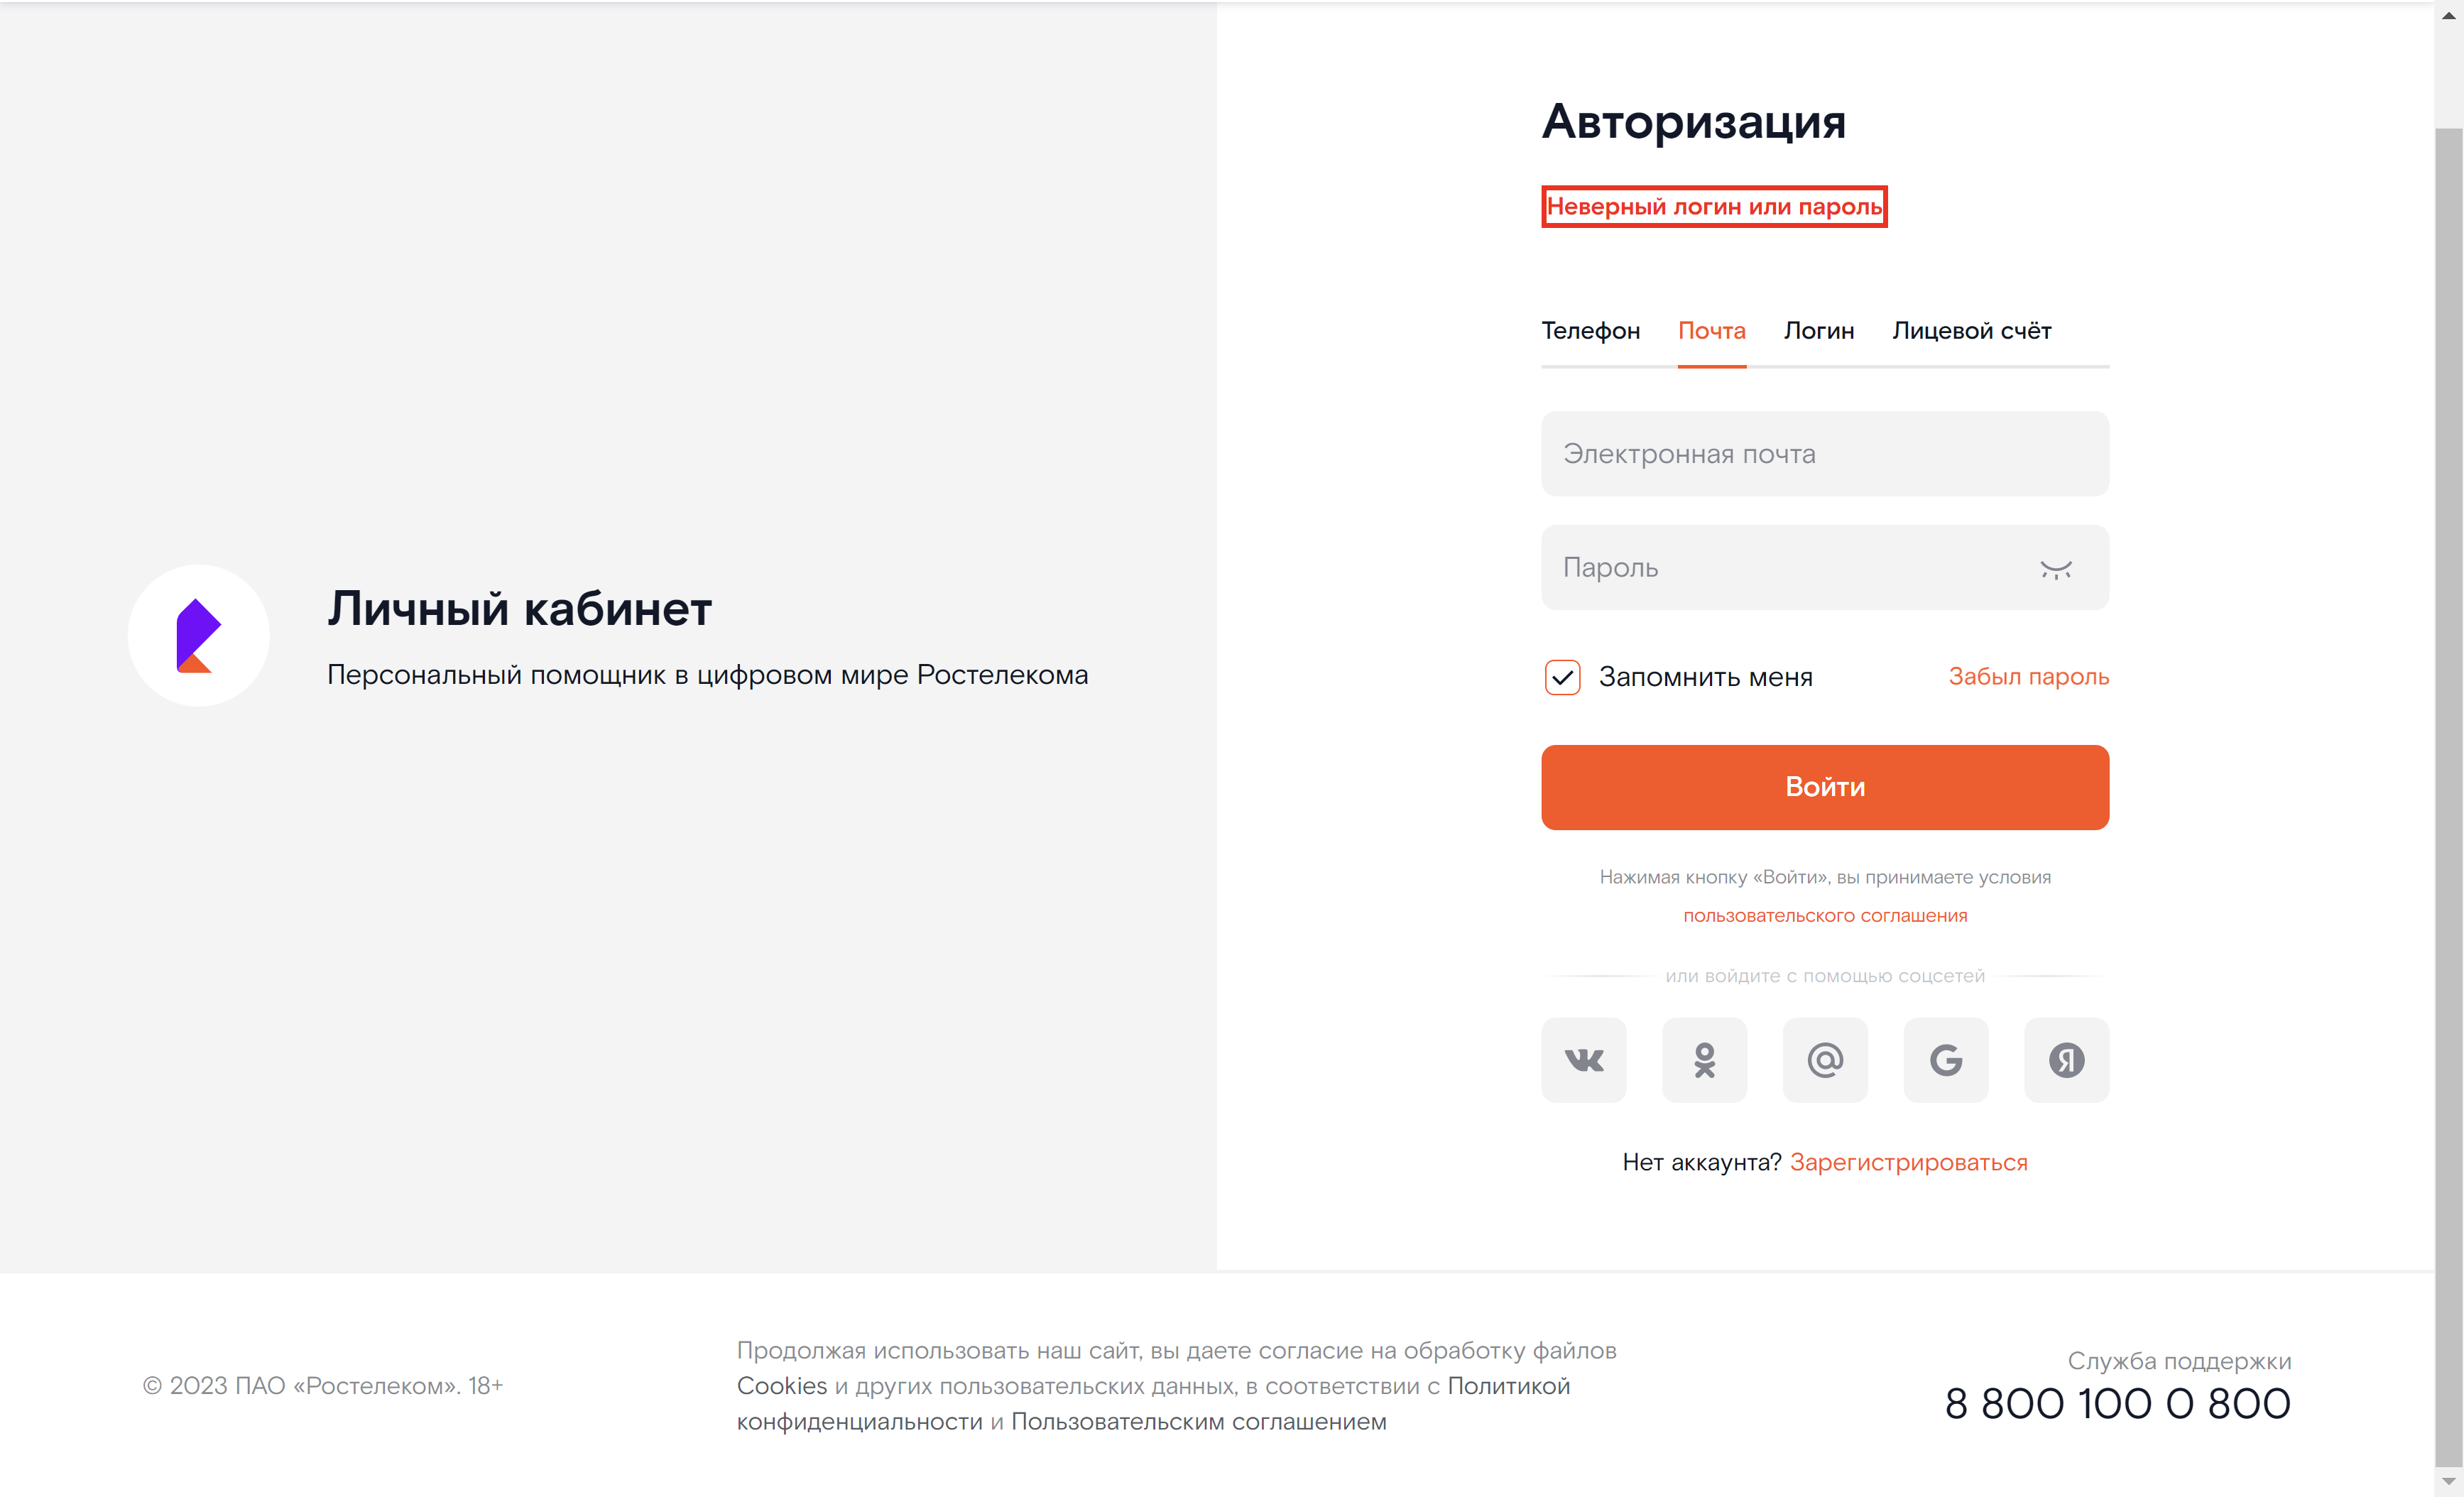 Авторизация
Неверный логин или пароль
Телефон Почта Логин Лицевой счёт
Электронная почта
Пароль
Запомнить меня Забыл пароль
Войти
Нажимая кнопку «Войти», вы принимаете условия
пользовательского соглашения
или войдите с помощью соцсетей
Нет аккаунта? Зарегистрироваться
Личный кабинет
Персональный помощник в цифровом мире Ростелекома
© 2023 ПАО «Ростелеком». 18+
Продолжая использовать наш сайт, вы даете согласие на обработку файлов
Cookies и других пользовательских данных, в соответствии с Политикой
конфиденциальности и Пользовательским соглашением
Служба поддержки
8 800 100 0 800